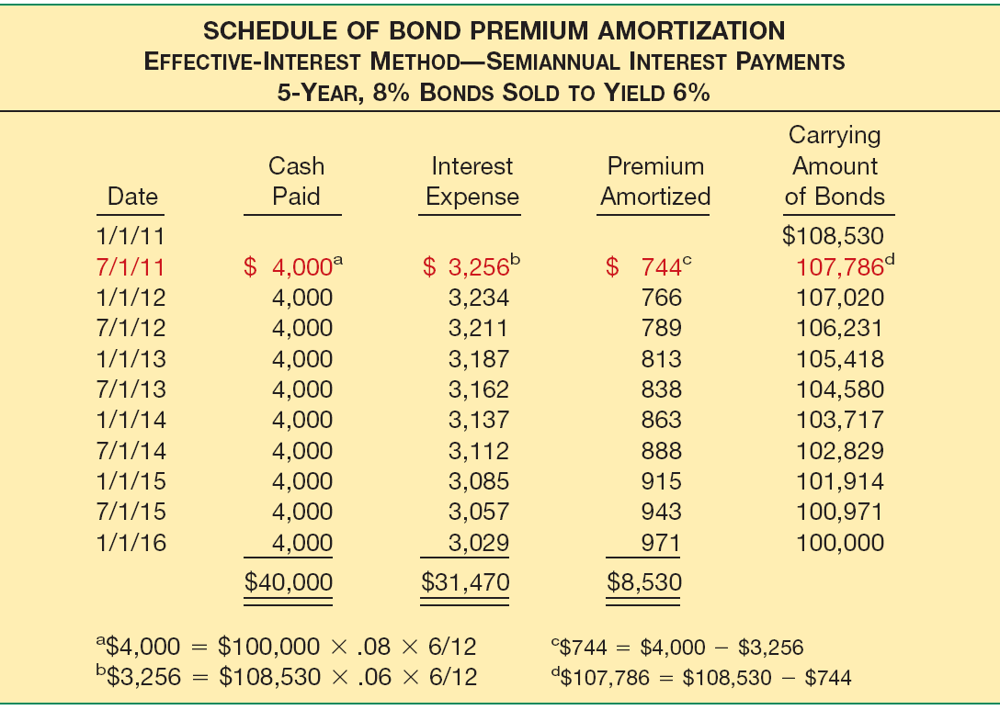 SCHEDULE OF BOND PREMIUM AMORTIZATION
EFFECTIVE-INTEREST METHOD—SEMIANNUAL INTEREST PAYMENTS
5-YEAR, 8% BONDS SOLD TO YIELD 6%
Carrying
Cash Interest Premium Amount
Date Paid Expense Amortized of Bonds
1/1/11 $108,530
7/1/11 $ 4,000a $ 3,256b $ 744c 107,786d
1/1/12 4,000 3,234 766 107,020
7/1/12 4,000 3,211 789 106,231
1/1/13 4,000 3,187 813 105,418
7/1/13 4,000 3,162 838 104,580
1/1/14 4,000 3,137 863 103,717
7/1/14 4,000 3,112 888 102,829
1/1/15 4,000 3,085 915 101,914
7/1/15 4,000 3,057 943 100,971
1/1/16 4,000 3,029 971 100,000
$40,000 $31,470 $8,530
a$4,000 = $100,000 × .08 × 6/12 c$744 = $4,000 − $3,256
b$3,256 = $108,530 × .06 × 6/12 d$107,786 = $108,530 − $744